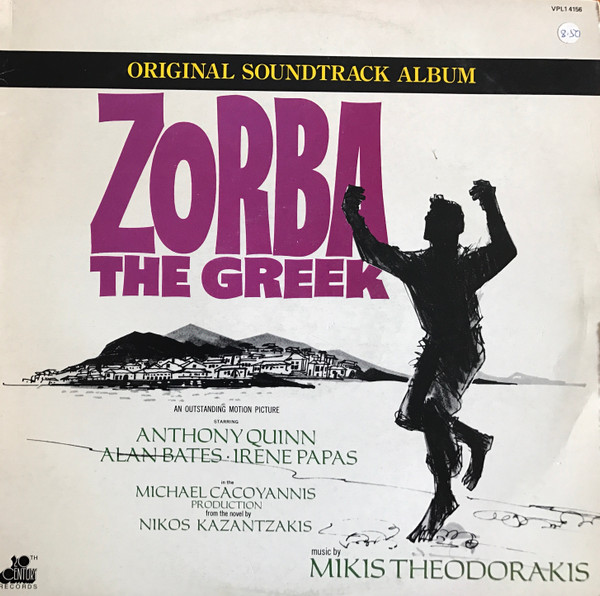 VPL1 4156
8.50
ORIGINAL SOUNDTRACK ALBUM
ZORBA
THE GREEK
AN OUTSTANDING MOTION PICTURE
STARRING
ANTHONY QUINN
ALAN BATES · IRENE PAPAS
in the
MICHAEL CACOYANNIS
PRODUCTION
from the novel by
NIKOS KAZANTZAKIS
music by
MIKIS THEODORAKIS
20TH
CENTURY
RECORDS